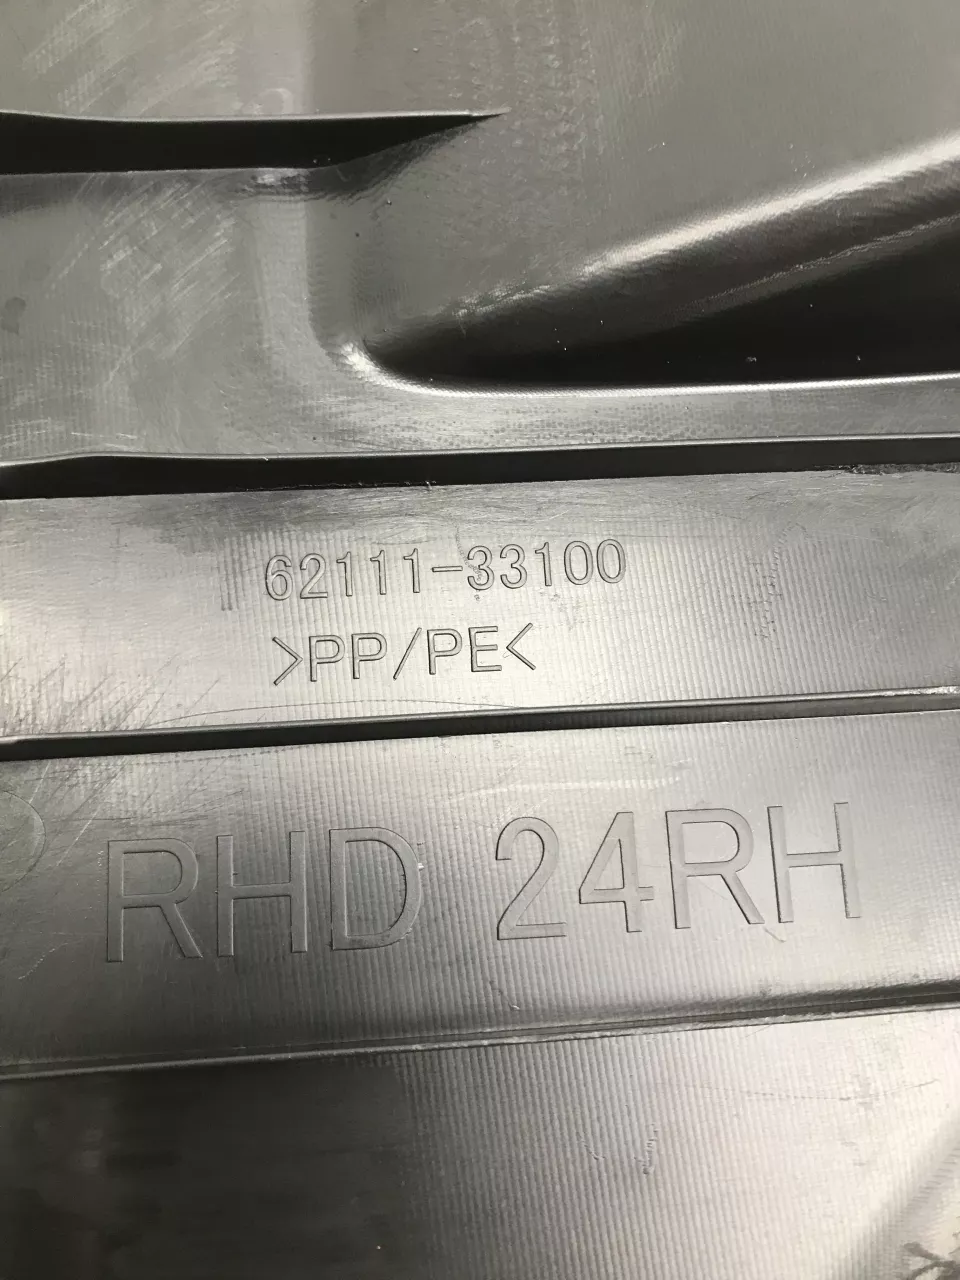 62111-33100
>PP/PE<
RHD 24RH